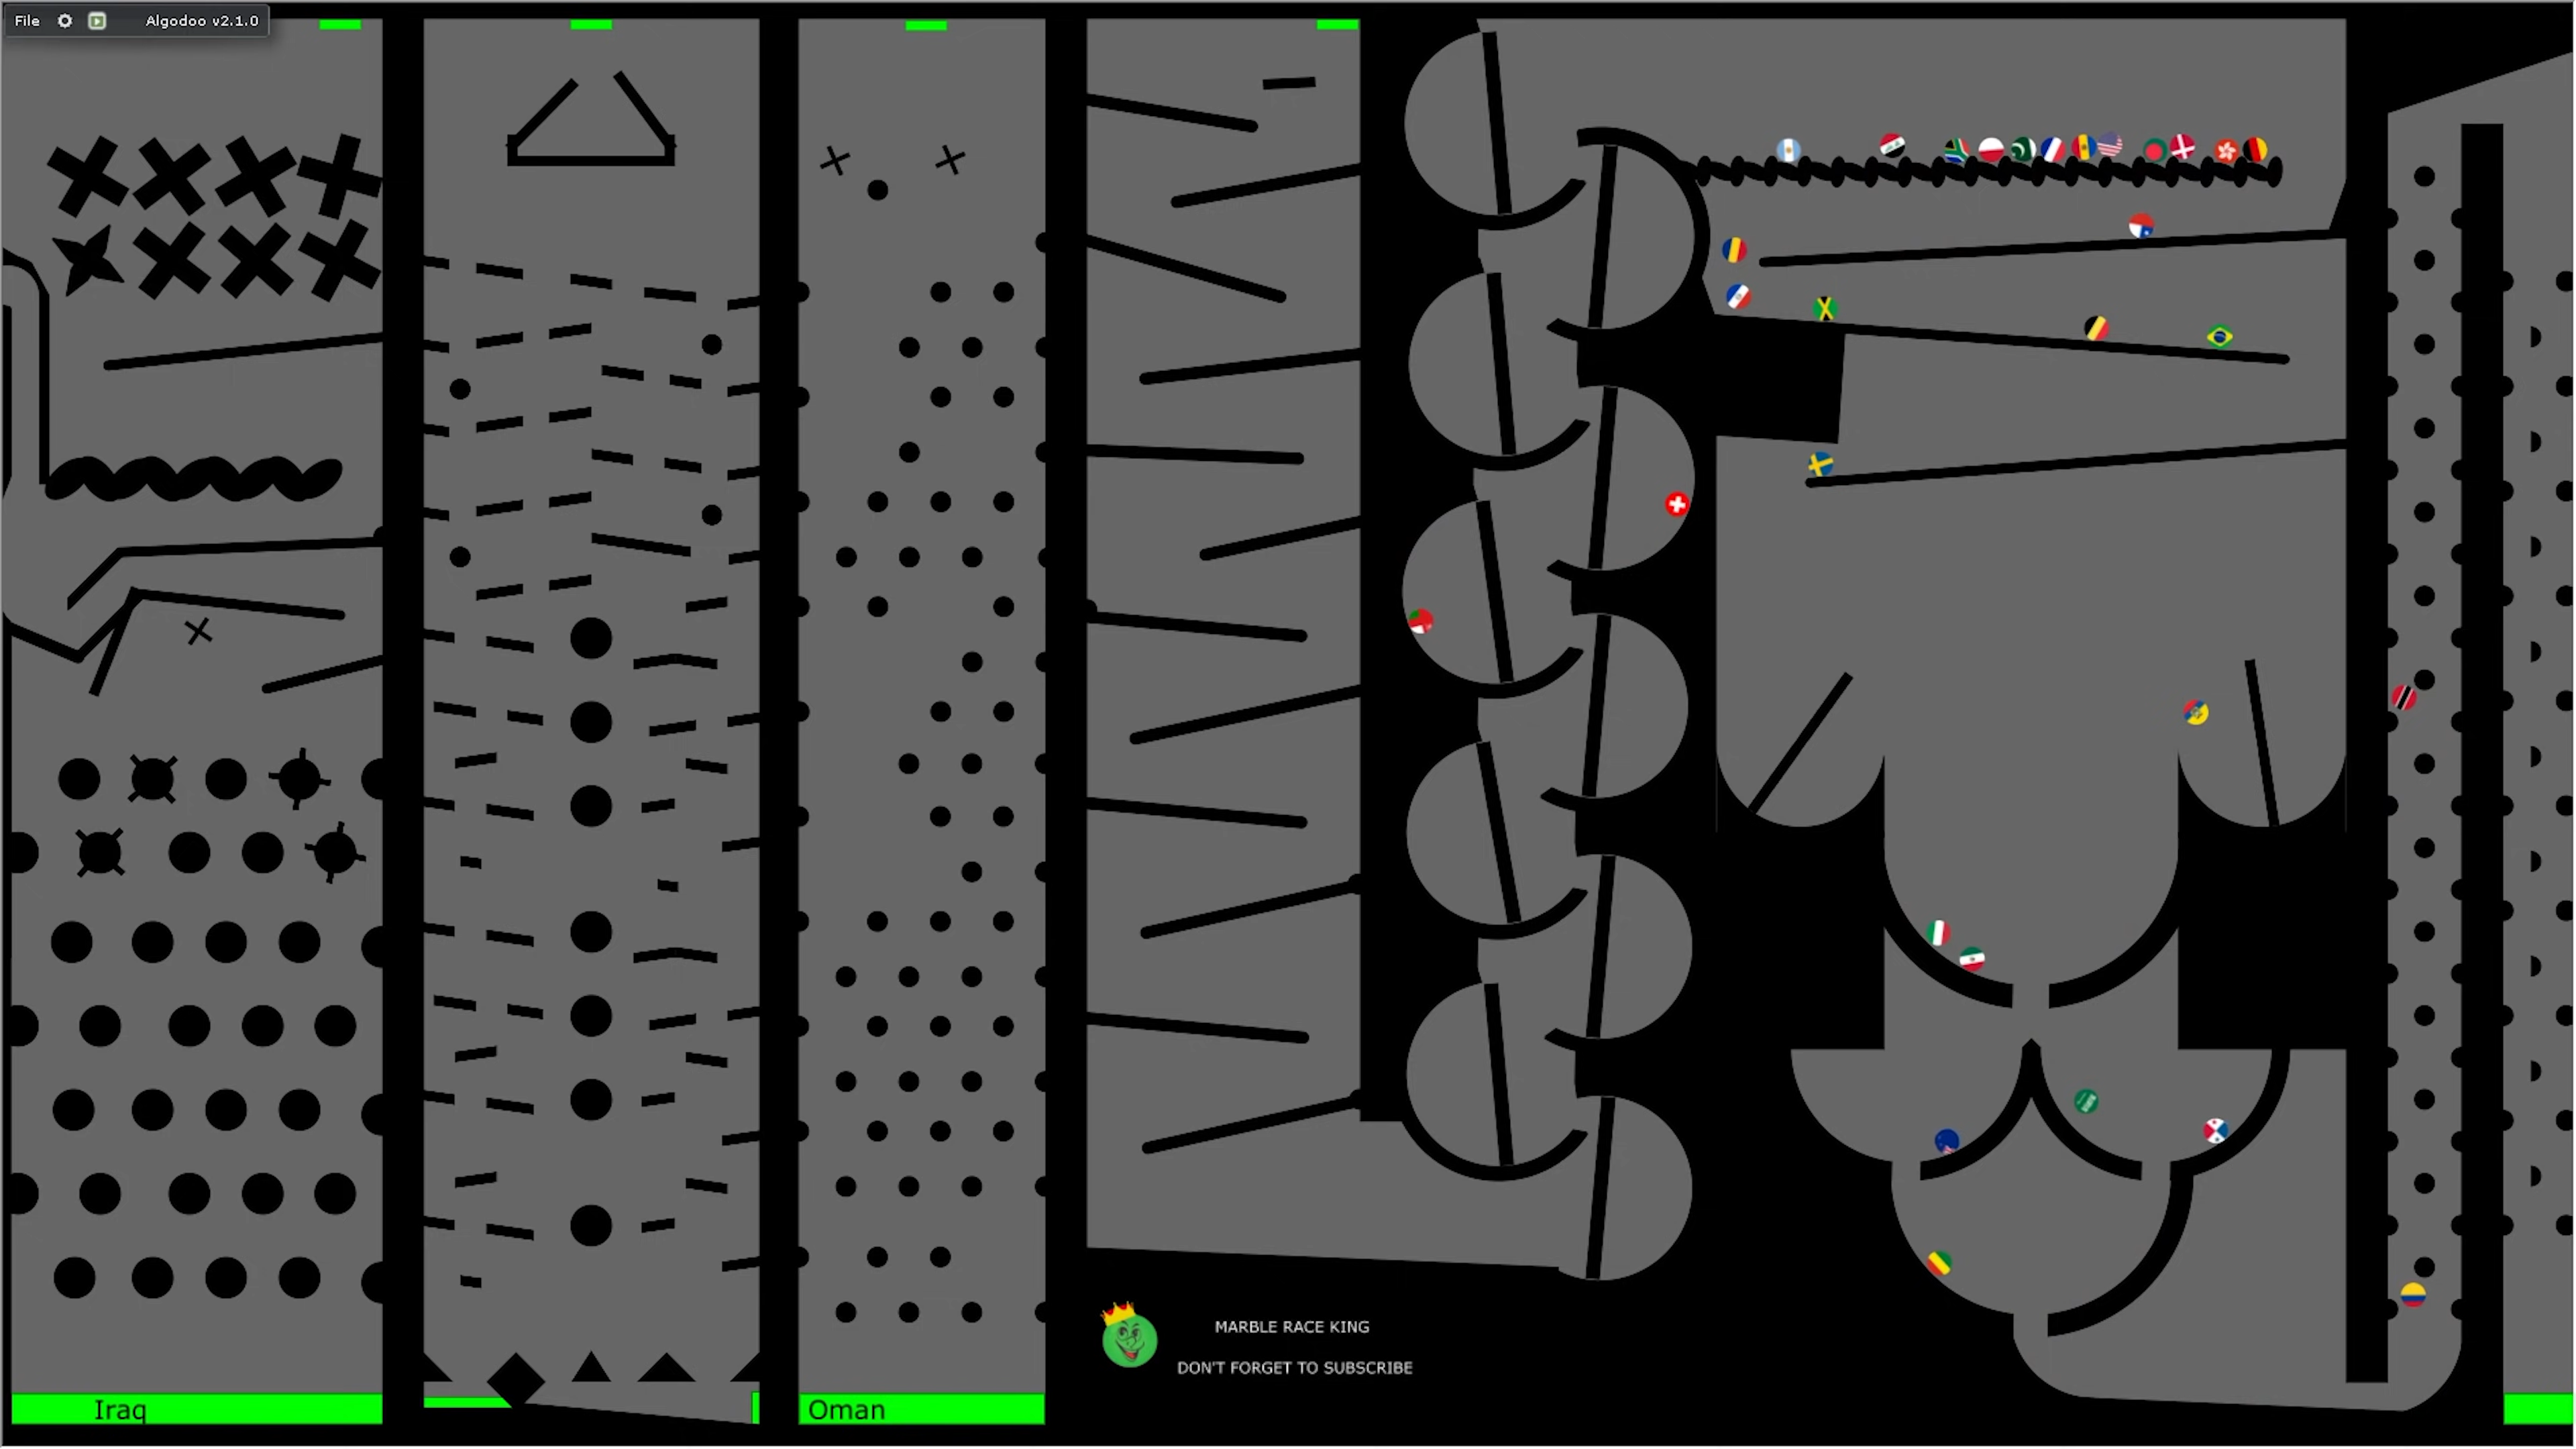 File Algodoo v2.1.0
MARBLE RACE KING
DON'T FORGET TO SUBSCRIBE
Iraq
Oman